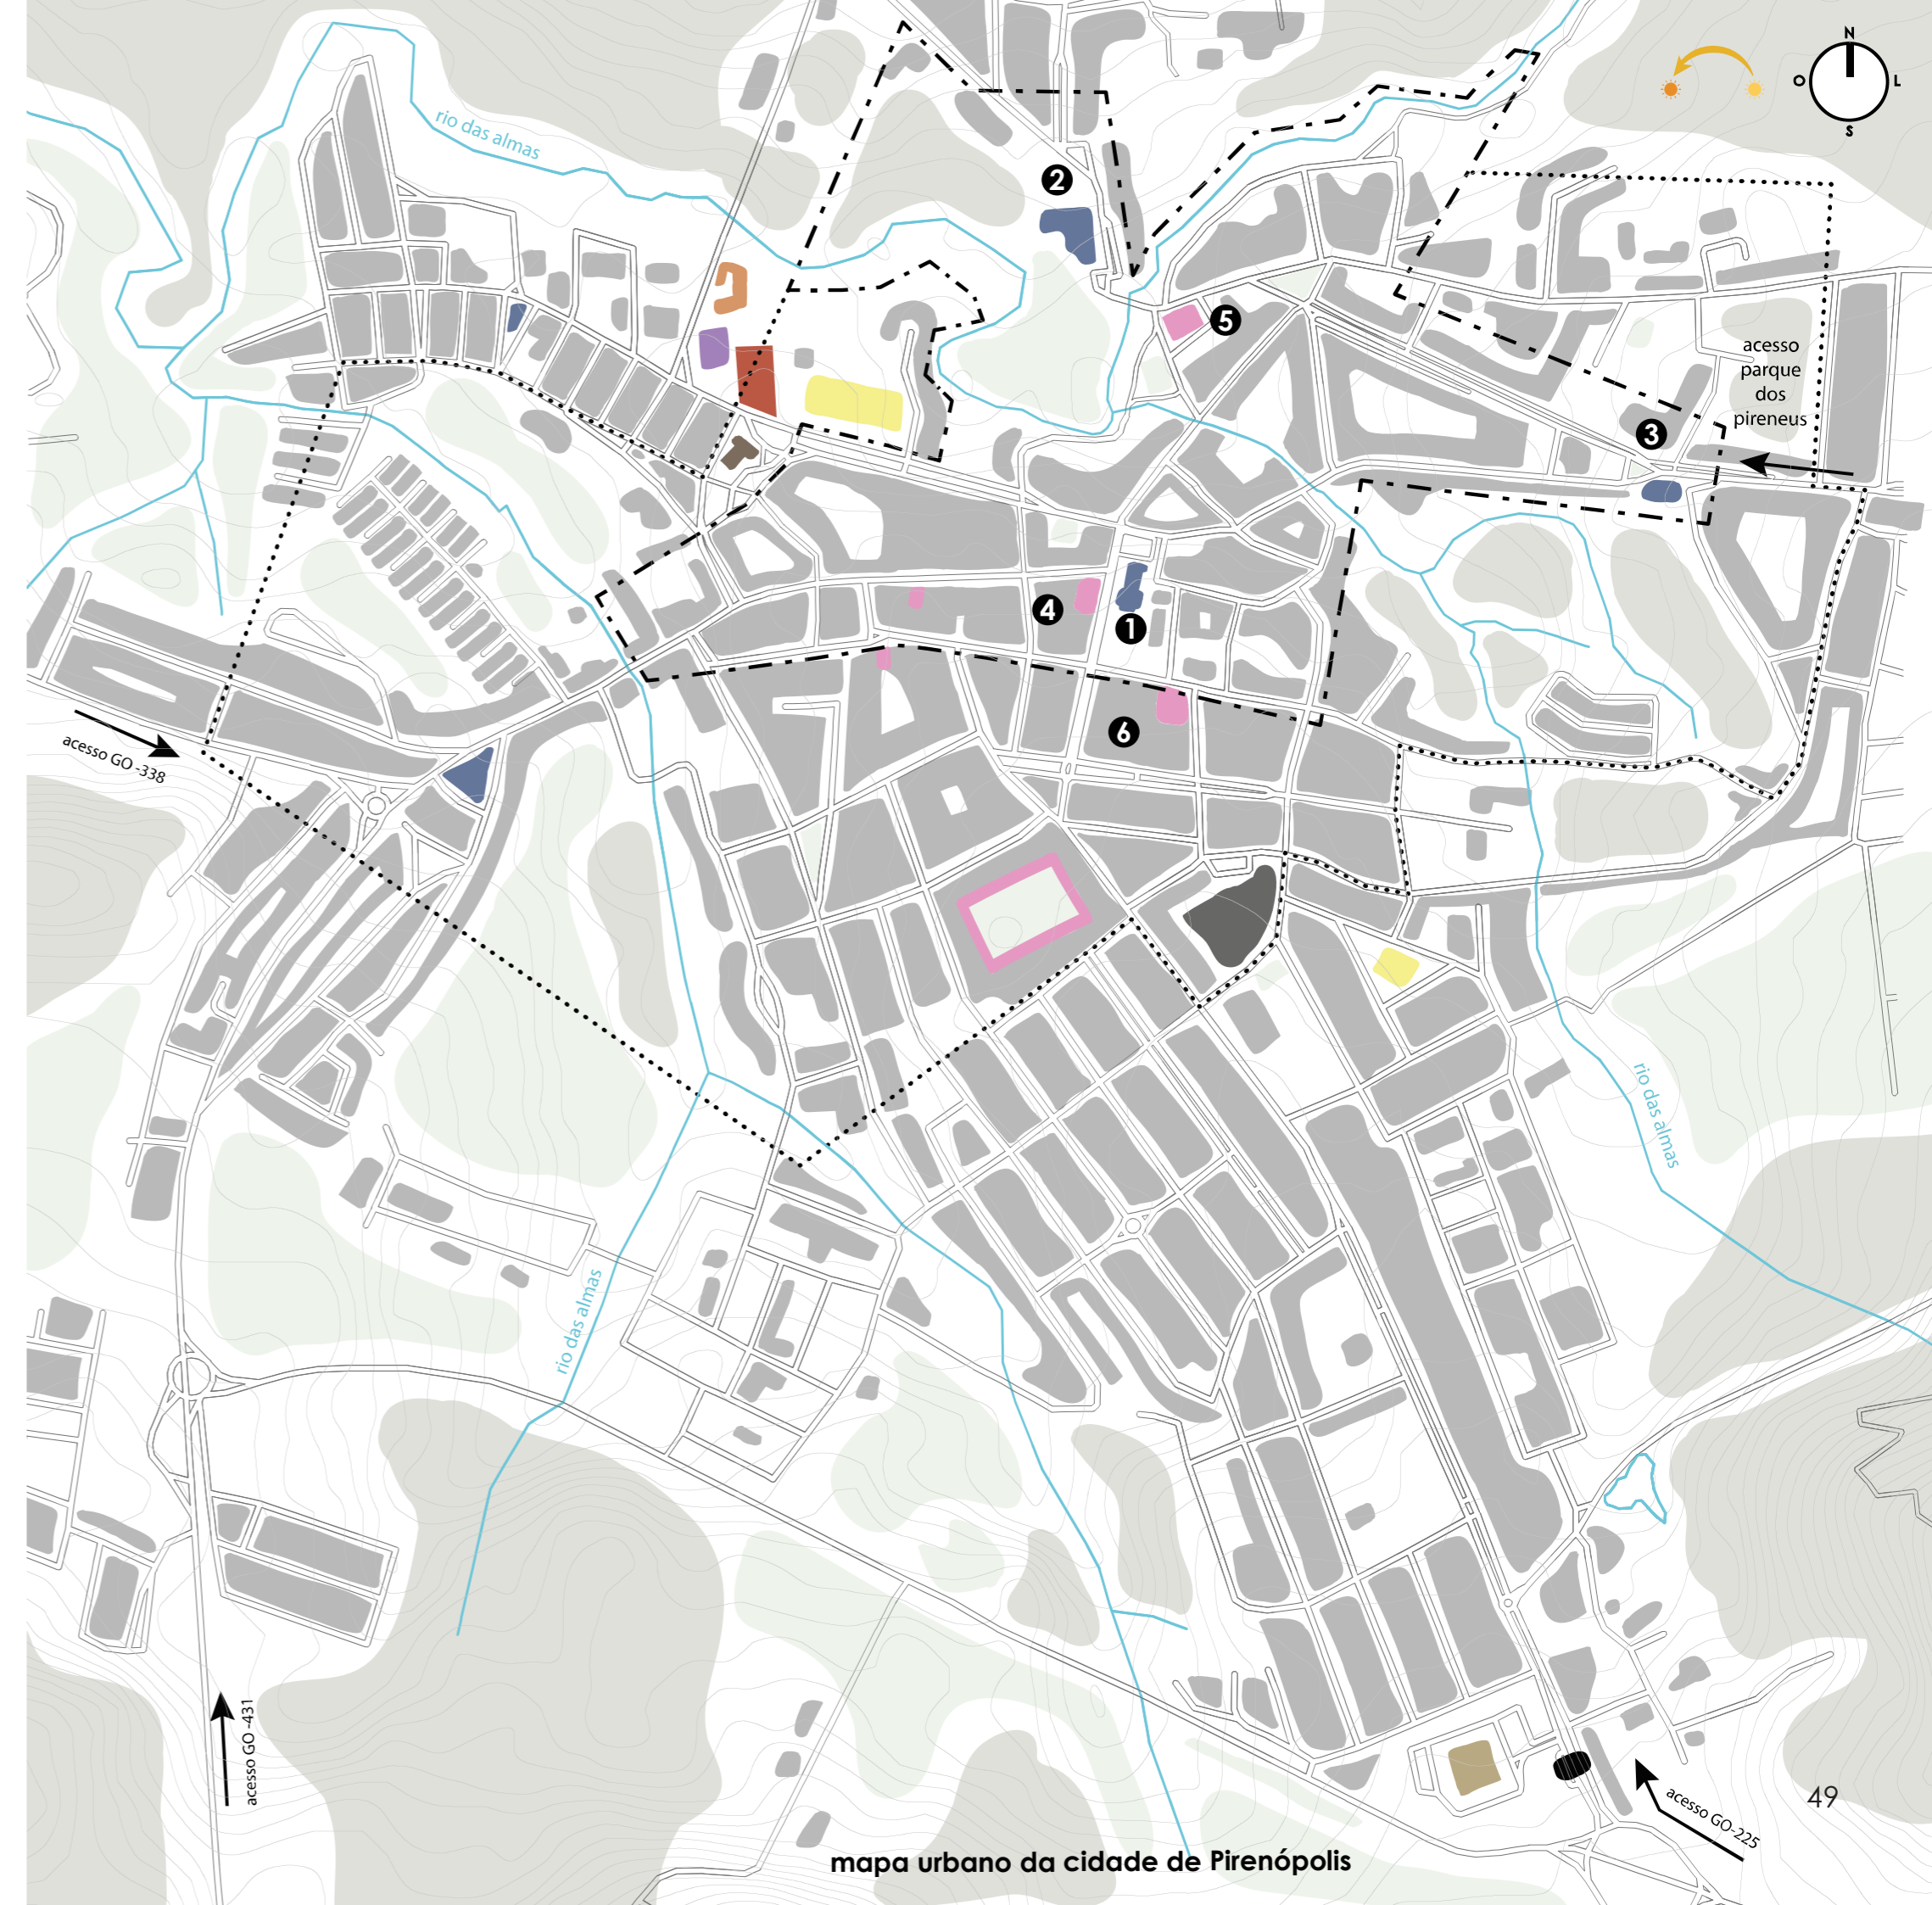 N
O
L
S
rio das almas
2
5
acesso
parque
dos
pireneus
3
4
1
6
acesso GO -338
rio das almas
rio das almas
acesso GO -431
acesso GO-225
49
mapa urbano da cidade de Pirenópolis